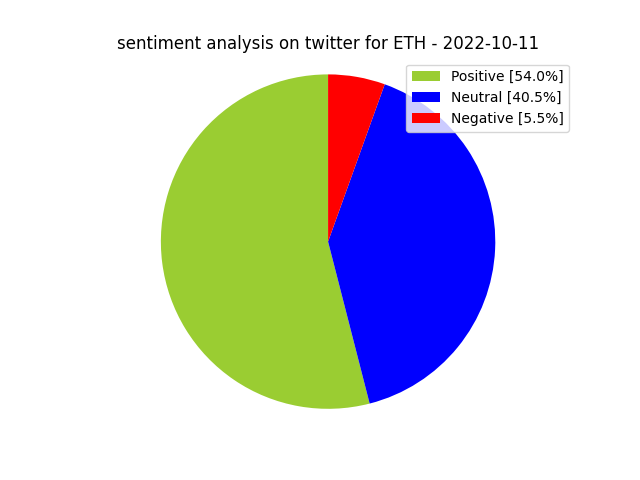 sentiment analysis on twitter for ETH - 2022-10-11
Positive [54.0%]
Neutral [40.5%]
Negative [5.5%]